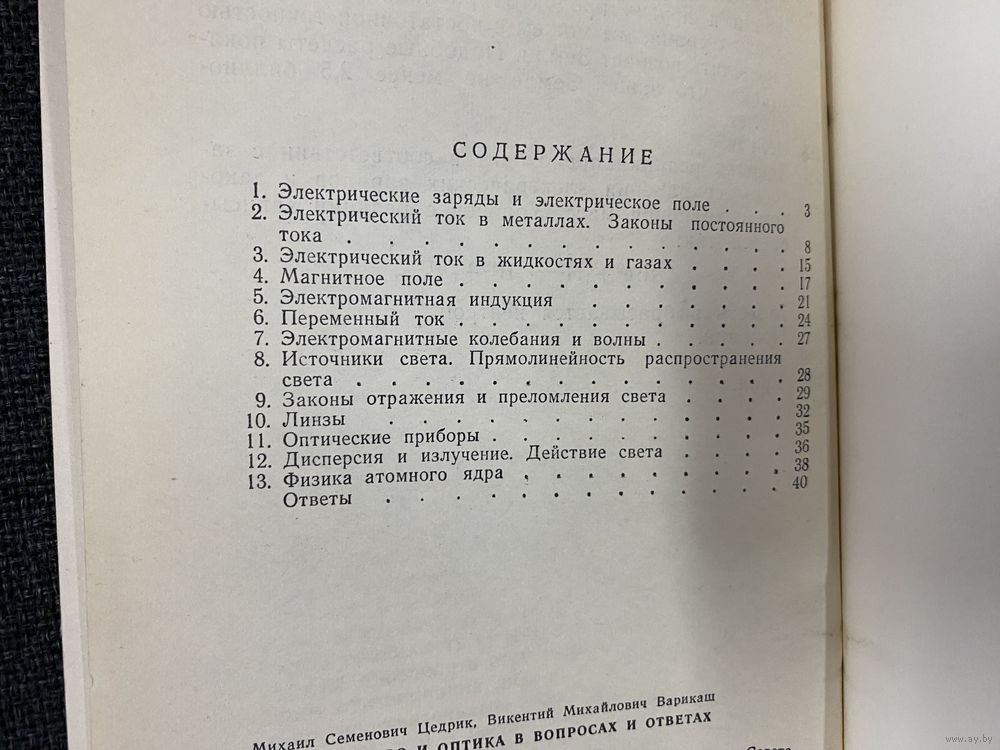 СОДЕРЖАНИЕ
1. Электрические заряды и электрическое поле . . . 3
2. Электрический ток в металлах. Законы постоянного
тока . . . . . . . . . . . . . . 8
3. Электрический ток в жидкостях и газах . . . . 15
4. Магнитное поле . . . . . . . . . . . 17
5. Электромагнитная индукция . . . . . . . 21
6. Переменный ток . . . . . . . . . . . 24
7. Электромагнитные колебания и волны . . . . . 27
8. Источники света. Прямолинейность распространения
света . . . . . . . . . . . . . 28
9. Законы отражения и преломления света . . . . 29
10. Линзы . . . . . . . . . . . . 32
11. Оптические приборы . . . . . . . . . . 35
12. Дисперсия и излучение. Действие света . . . . 36
13. Физика атомного ядра . . . . . . . . . 38
Ответы . . . . . . . . . . . . 40
Михаил Семенович Цедрик, Викентий Михайлович Варикаш
И ОПТИКА В ВОПРОСАХ И ОТВЕТАХ
www.ay.by